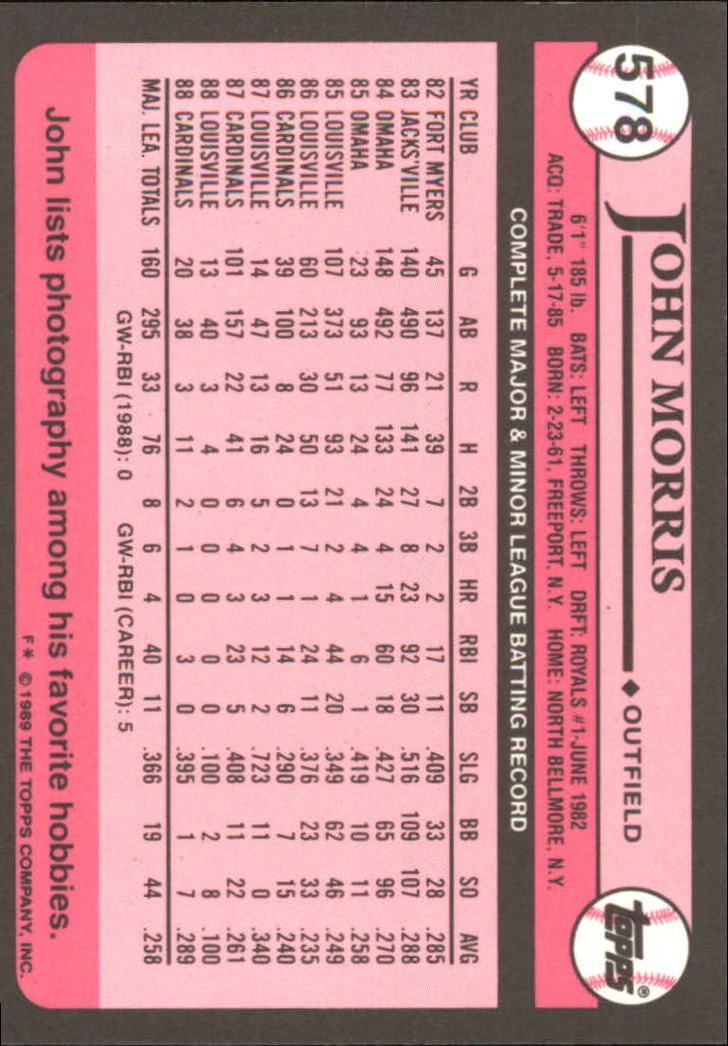 578
JOHN MORRIS ◆ OUTFIELD
topps®
6'1" 185 lb. BATS: LEFT THROWS: LEFT DRFT: ROYALS #1-JUNE 1982
ACQ: TRADE, 5-17-85 BORN: 2-23-61, FREEPORT, N.Y. HOME: NORTH BELLMORE, N.Y.
COMPLETE MAJOR & MINOR LEAGUE BATTING RECORD
YR CLUB G AB R H 2B 3B HR RBI SB SLG BB SO AVG
82 FORT MYERS 45 137 21 39 7 2 2 17 11 .409 33 28 .285
83 JACKS'VILLE 140 490 96 141 27 8 23 92 30 .516 109 107 .288
84 OMAHA 148 492 77 133 24 4 15 60 18 .427 65 96 .270
85 OMAHA 23 93 13 24 4 4 1 6 1 .419 10 11 .258
85 LOUISVILLE 107 373 51 93 21 2 4 44 20 .349 62 46 .249
86 LOUISVILLE 60 213 30 50 13 7 1 24 11 .376 23 33 .235
86 CARDINALS 39 100 8 24 0 1 1 14 6 .290 7 15 .240
87 LOUISVILLE 14 47 13 16 5 2 3 12 2 .723 11 0 .340
87 CARDINALS 101 157 22 41 6 4 3 23 5 .408 11 22 .261
88 LOUISVILLE 13 40 3 4 0 0 0 0 0 .100 2 8 .100
88 CARDINALS 20 38 3 11 2 1 0 3 0 .395 1 7 .289
MAJ. LEA. TOTALS 160 295 33 76 8 6 4 40 11 .366 19 44 .258
GW-RBI (1988): 0 GW-RBI (CAREER): 5
John lists photography among his favorite hobbies.
F* © 1989 THE TOPPS COMPANY, INC.